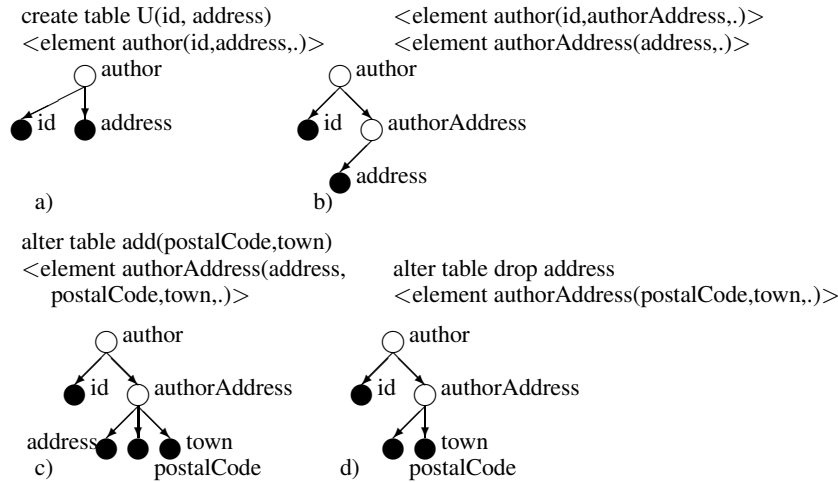 create table U(id, address)
<element author(id,address,.)>
author
id
address
a)
<element author(id,authorAddress,.)>
<element authorAddress(address,.)>
author
id
authorAddress
address
b)
alter table add(postalCode,town)
<element authorAddress(address,
postalCode,town,.)>
author
id
authorAddress
address
town
postalCode
c)
alter table drop address
<element authorAddress(postalCode,town,.)>
author
id
authorAddress
town
postalCode
d)